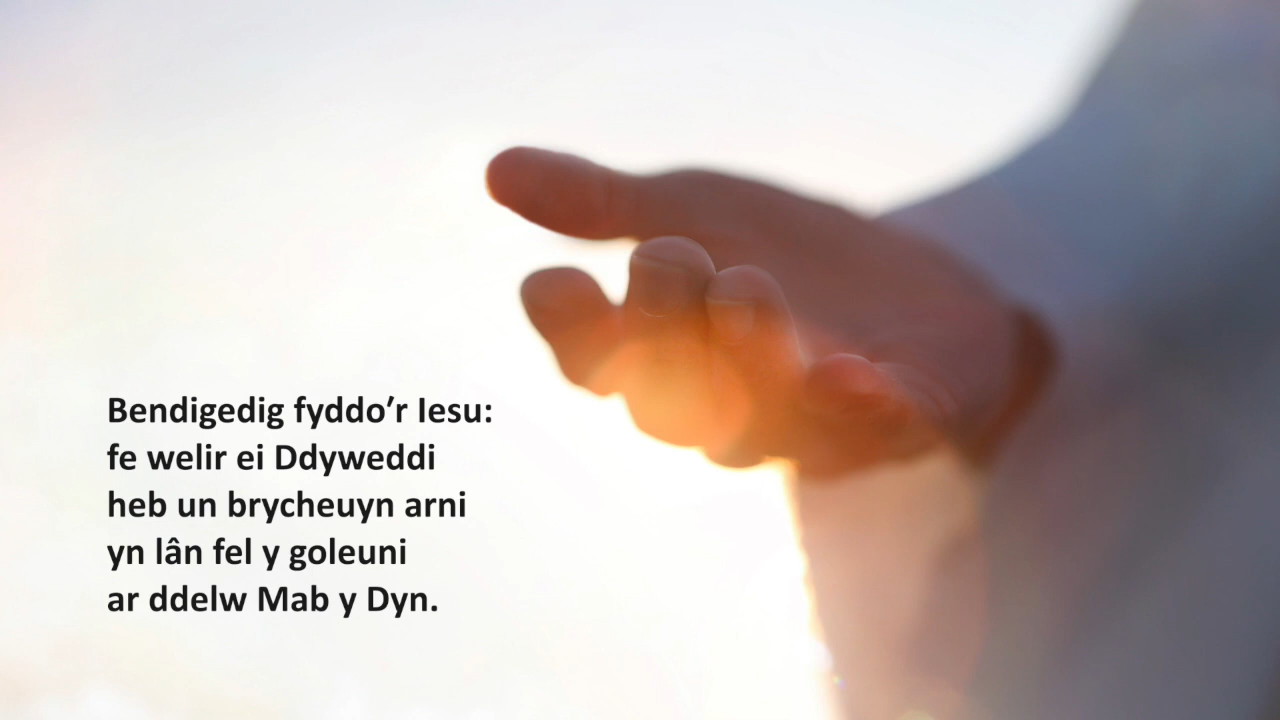 Bendigedig fyddo’r Iesu:
fe welir ei Ddyweddi
heb un brycheuyn arni
yn lân fel y goleuni
ar ddelw Mab y Dyn.